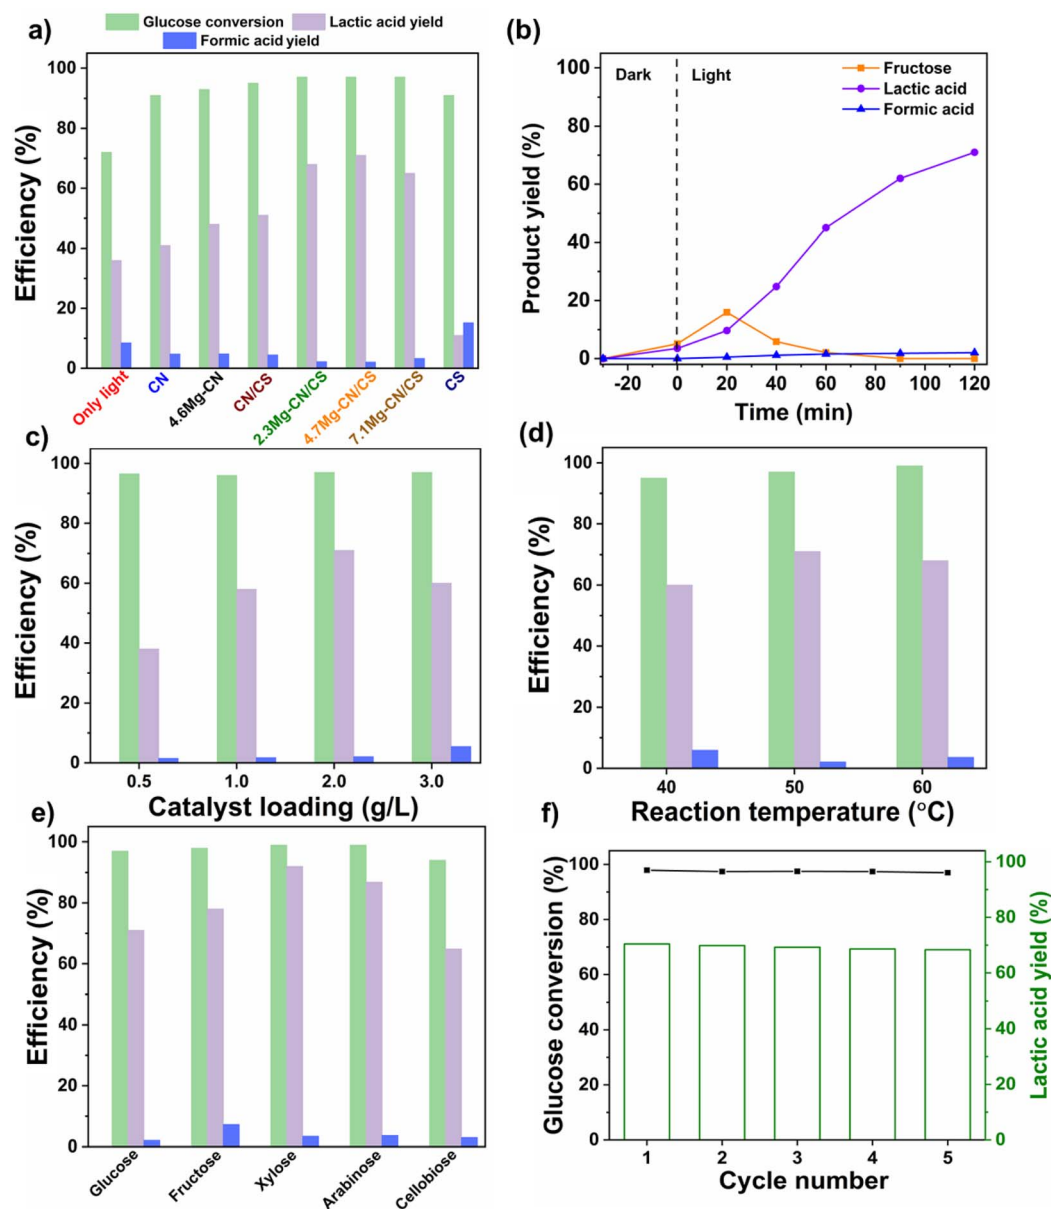 a)
Glucose conversion
Lactic acid yield
Formic acid yield
Efficiency (%)
100
80
60
40
20
0
Only light
CN
4.6Mg-CN
CN/CS
2.3Mg-CN/CS
4.7Mg-CN/CS
7.1Mg-CN/CS
CS
(b)
Product yield (%)
100
80
60
40
20
0
Dark
Light
Fructose
Lactic acid
Formic acid
-20
0
20
40
60
80
100
120
Time (min)
c)
Efficiency (%)
100
80
60
40
20
0
0.5
1.0
2.0
3.0
Catalyst loading (g/L)
(d)
Efficiency (%)
100
80
60
40
20
0
40
50
60
Reaction temperature (°C)
e)
Efficiency (%)
100
80
60
40
20
0
Glucose
Fructose
Xylose
Arabinose
Cellobiose
f)
Glucose conversion (%)
100
80
60
40
20
0
1
2
3
4
5
Cycle number
100
80
60
40
20
0
Lactic acid yield (%)